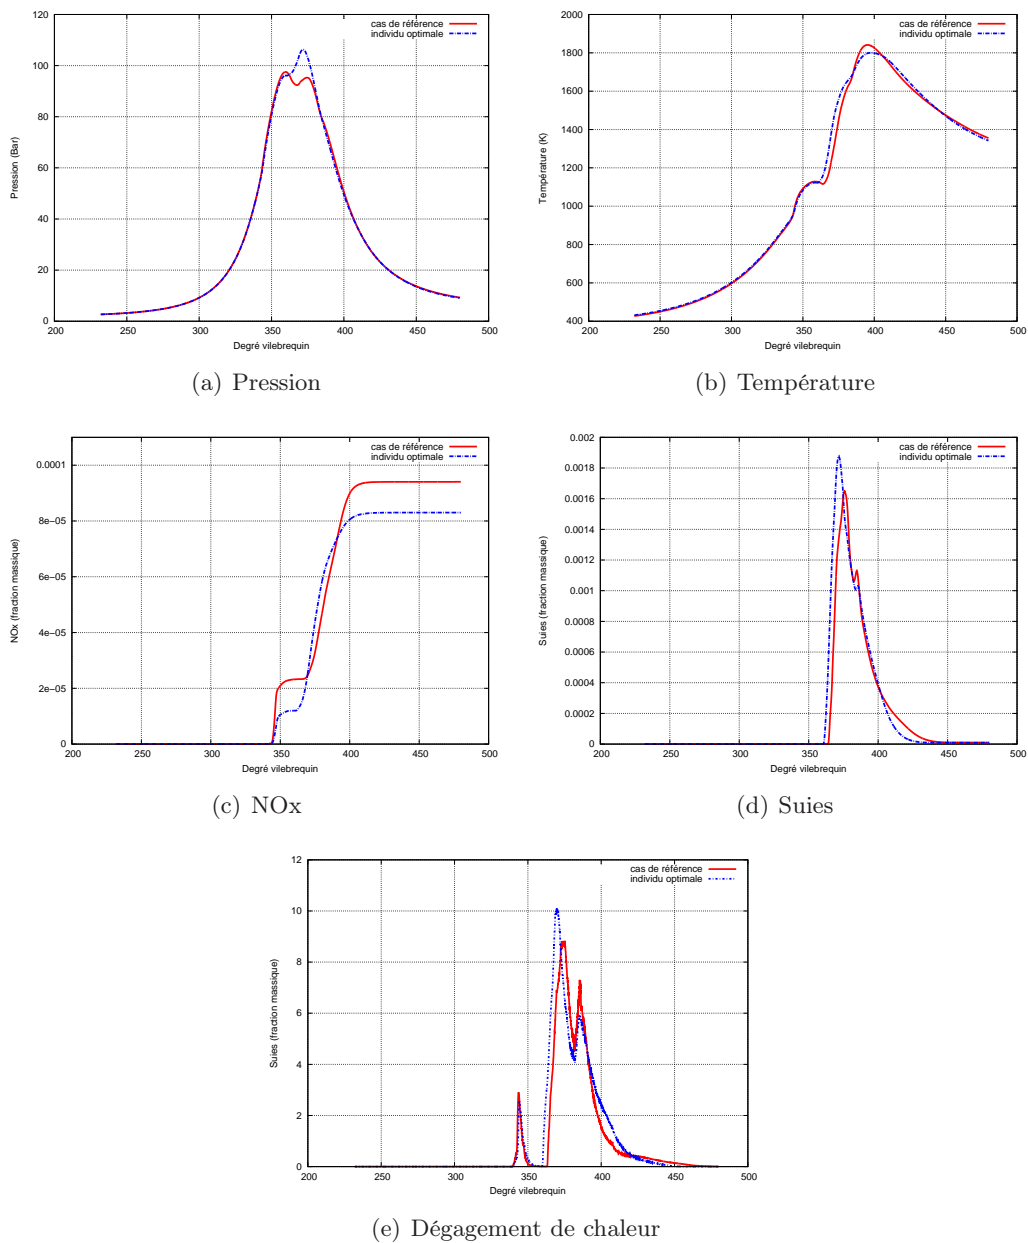 120
100
80
60
40
20
0
200
250
300
350
400
450
500
Pression (Bar)
Degré vilebrequin
cas de référence
individu optimale
(a) Pression
2000
1800
1600
1400
1200
1000
800
600
400
200
250
300
350
400
450
500
Température (K)
Degré vilebrequin
cas de référence
individu optimale
(b) Température
0.0001
8e−05
6e−05
4e−05
2e−05
0
200
250
300
350
400
450
500
NOx (fraction massique)
Degré vilebrequin
cas de référence
individu optimale
(c) NOx
0.002
0.0018
0.0016
0.0014
0.0012
0.001
0.0008
0.0006
0.0004
0.0002
0
200
250
300
350
400
450
500
Suies (fraction massique)
Degré vilebrequin
cas de référence
individu optimale
(d) Suies
12
10
8
6
4
2
0
200
250
300
350
400
450
500
Suies (fraction massique)
Degré vilebrequin
cas de référence
individu optimale
(e) Dégagement de chaleur